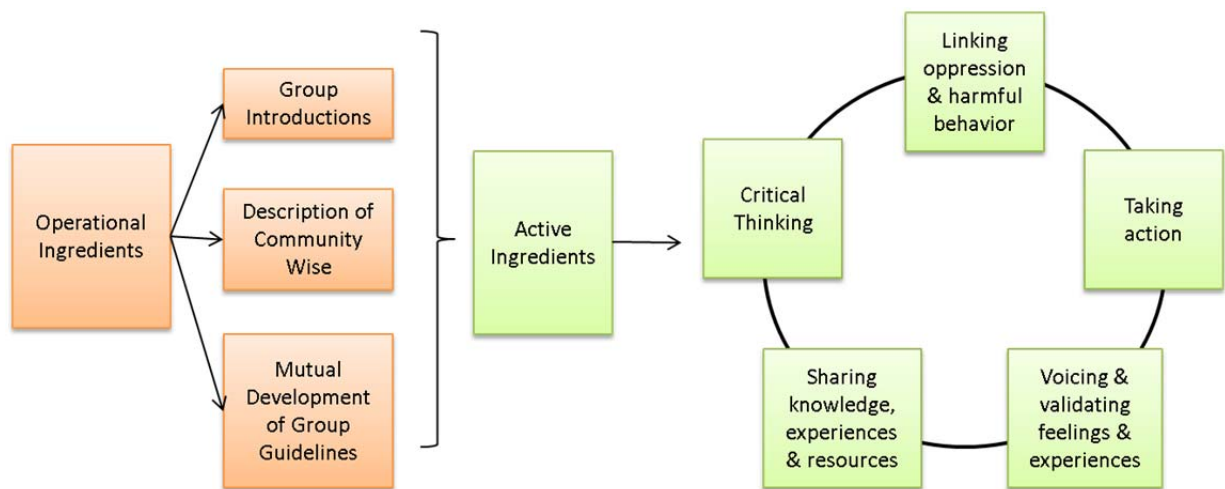 Operational
Ingredients
Group
Introductions
Description of
Community
Wise
Mutual
Development
of Group
Guidelines
Active
Ingredients
Critical
Thinking
Linking
oppression
& harmful
behavior
Taking
action
Voicing &
validating
feelings &
experiences
Sharing
knowledge,
experiences
& resources